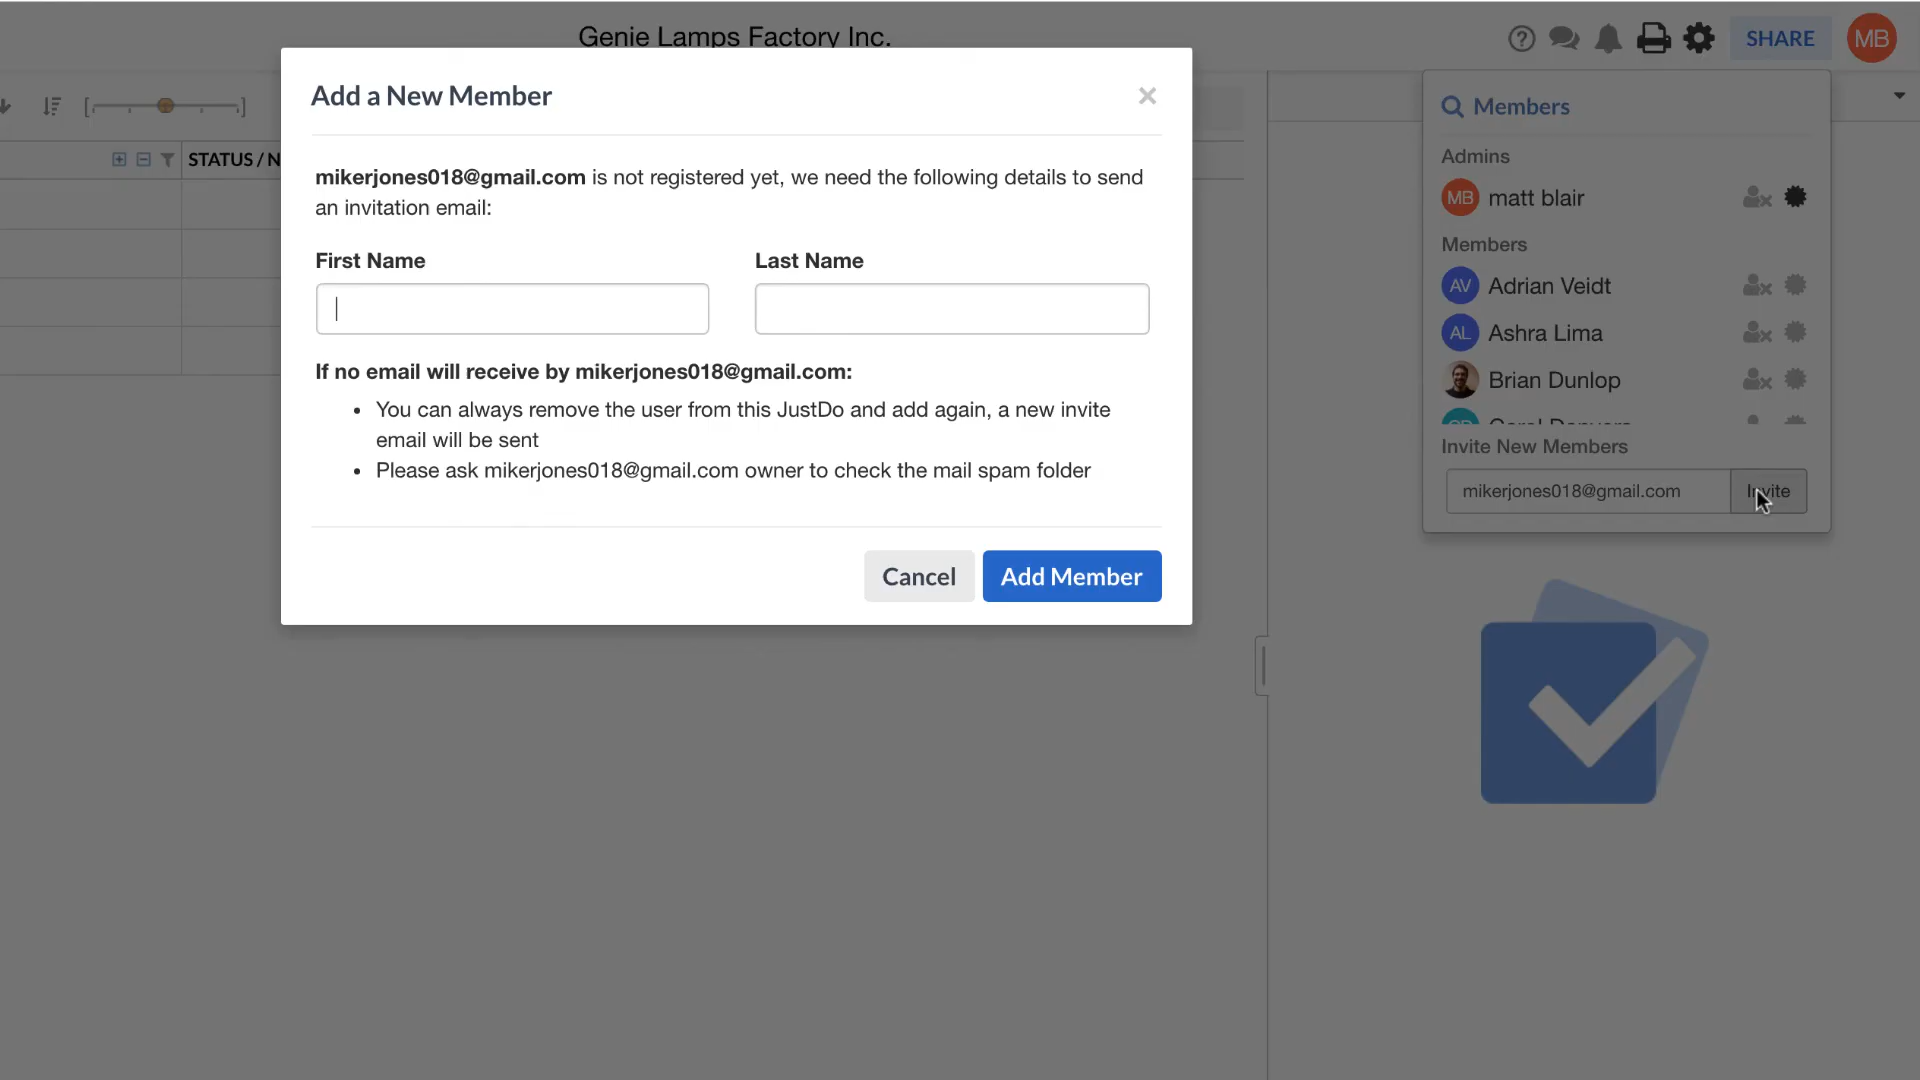 Genie Lamps Factory Inc.
SHARE
MB
STATUS / N
Add a New Member
×
mikerjones018@gmail.com is not registered yet, we need the following details to send
an invitation email:
First Name
Last Name
If no email will receive by mikerjones018@gmail.com:
• You can always remove the user from this JustDo and add again, a new invite
email will be sent
• Please ask mikerjones018@gmail.com owner to check the mail spam folder
Cancel
Add Member
Members
Admins
MB matt blair
Members
AV Adrian Veidt
AL Ashra Lima
Brian Dunlop
Invite New Members
mikerjones018@gmail.com
Invite